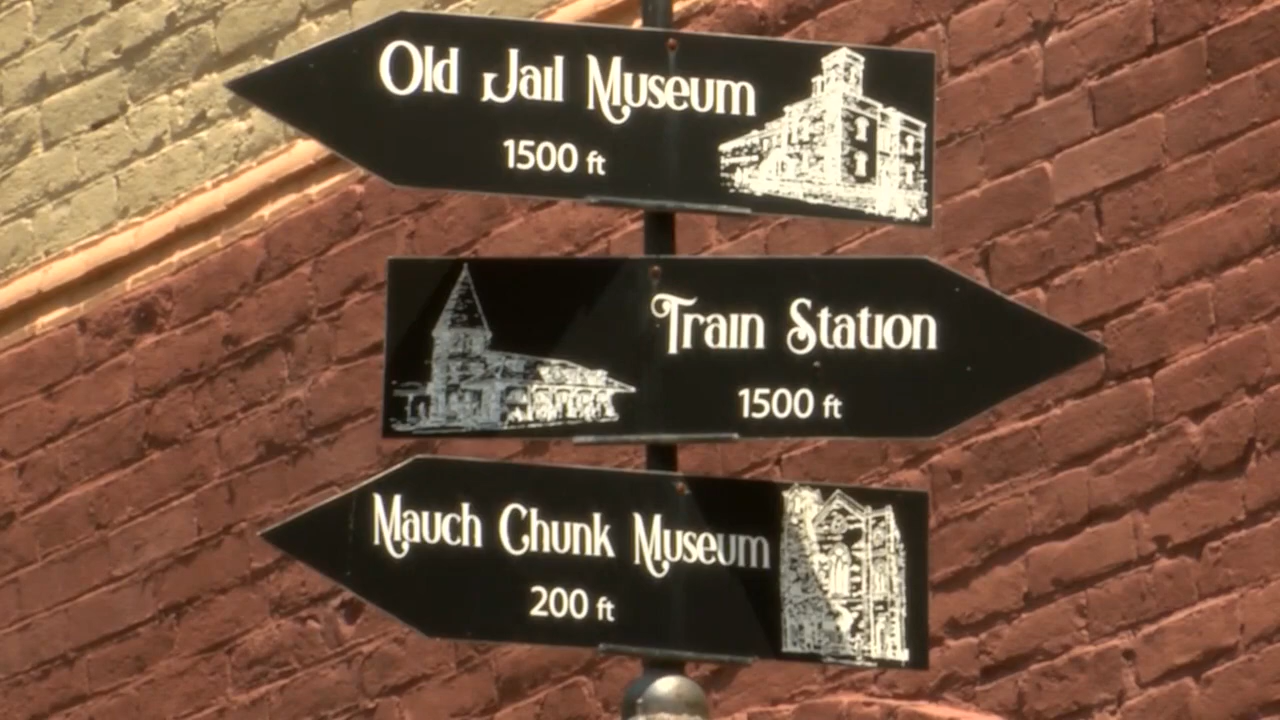 Old Jail Museum
1500 ft
Train Station
1500 ft
Mauch Chunk Museum
200 ft